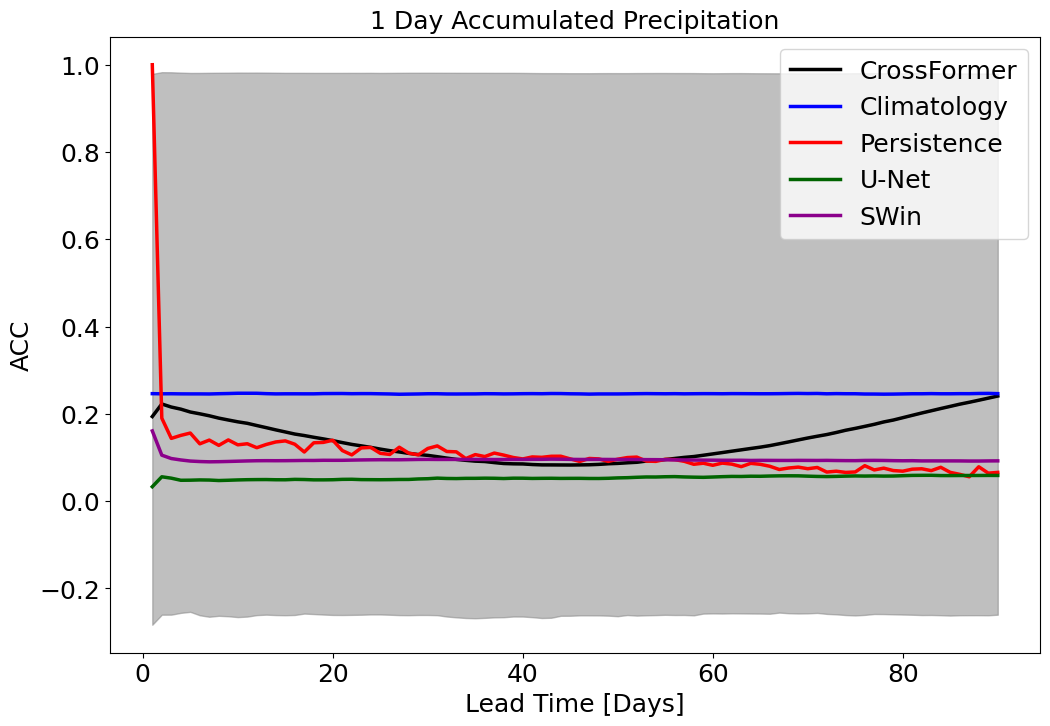 1 Day Accumulated Precipitation
ACC
1.0
0.8
0.6
0.4
0.2
0.0
−0.2
CrossFormer
Climatology
Persistence
U-Net
SWin
0 20 40 60 80
Lead Time [Days]